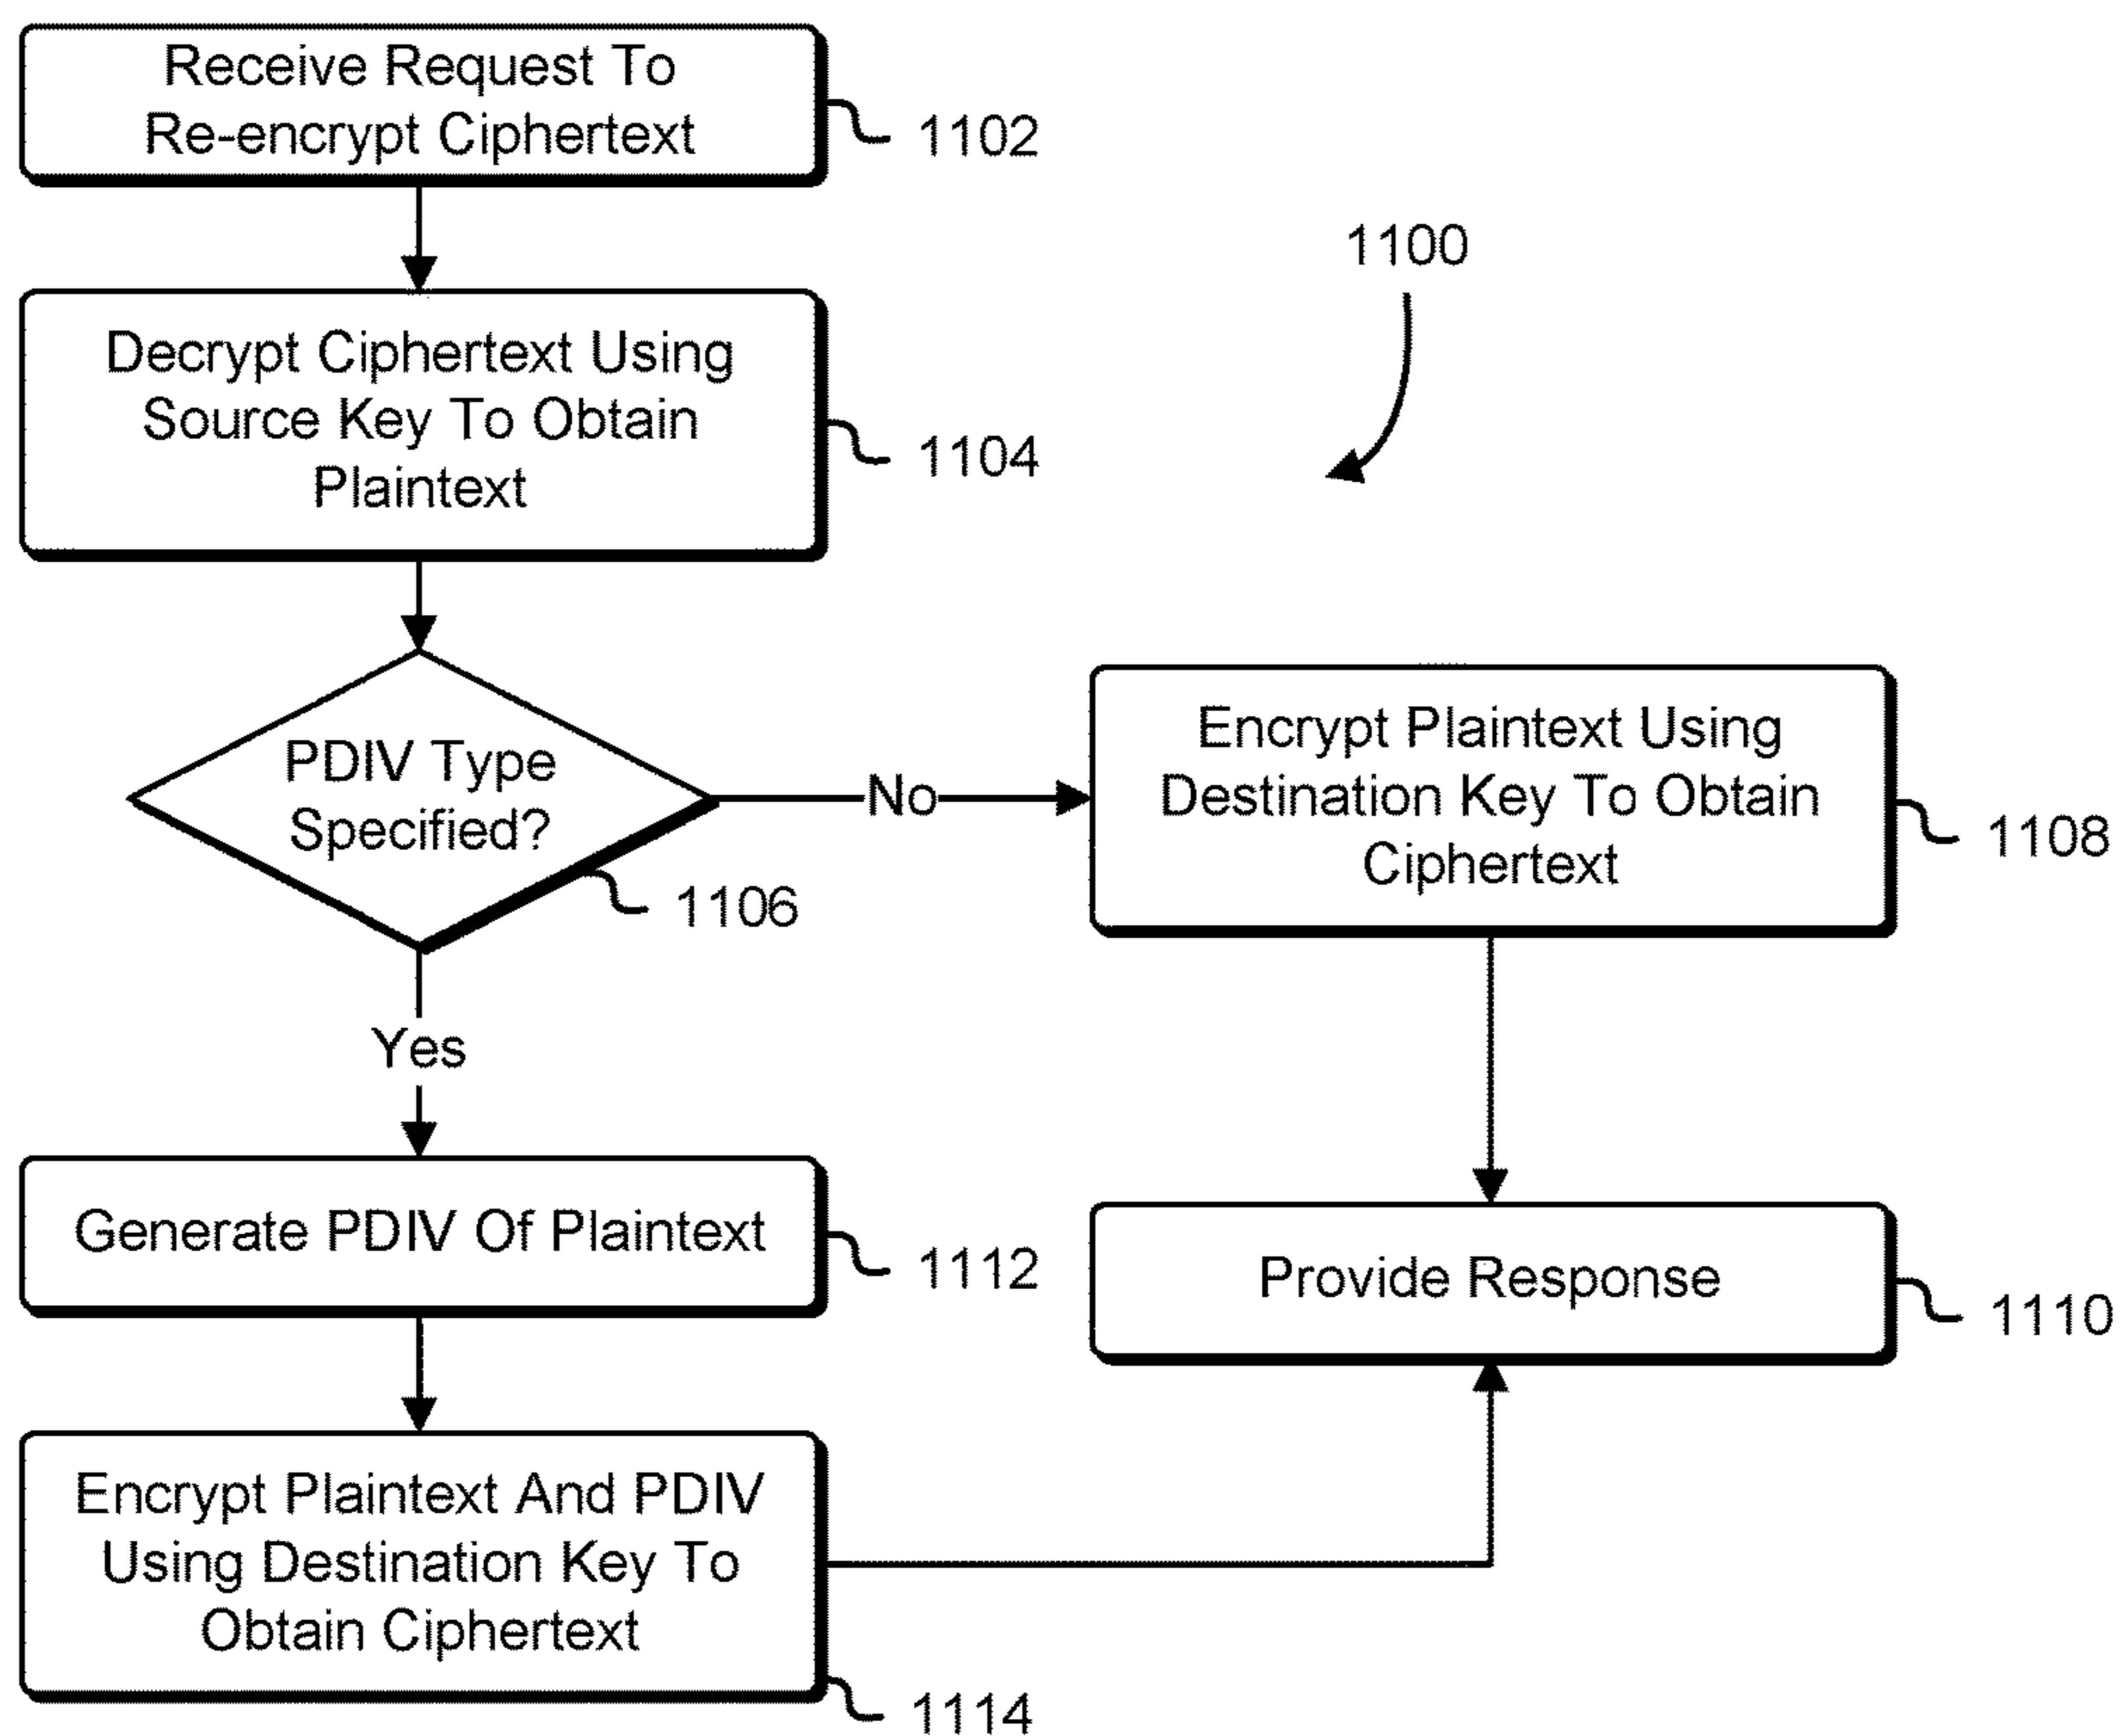 Receive Request To
Re-encrypt Ciphertext
1102
1100
Decrypt Ciphertext Using
Source Key To Obtain
Plaintext
1104
PDIV Type
Specified?
1106
No
Encrypt Plaintext Using
Destination Key To Obtain
Ciphertext
1108
Yes
Generate PDIV Of Plaintext
1112
Provide Response
1110
Encrypt Plaintext And PDIV
Using Destination Key To
Obtain Ciphertext
1114